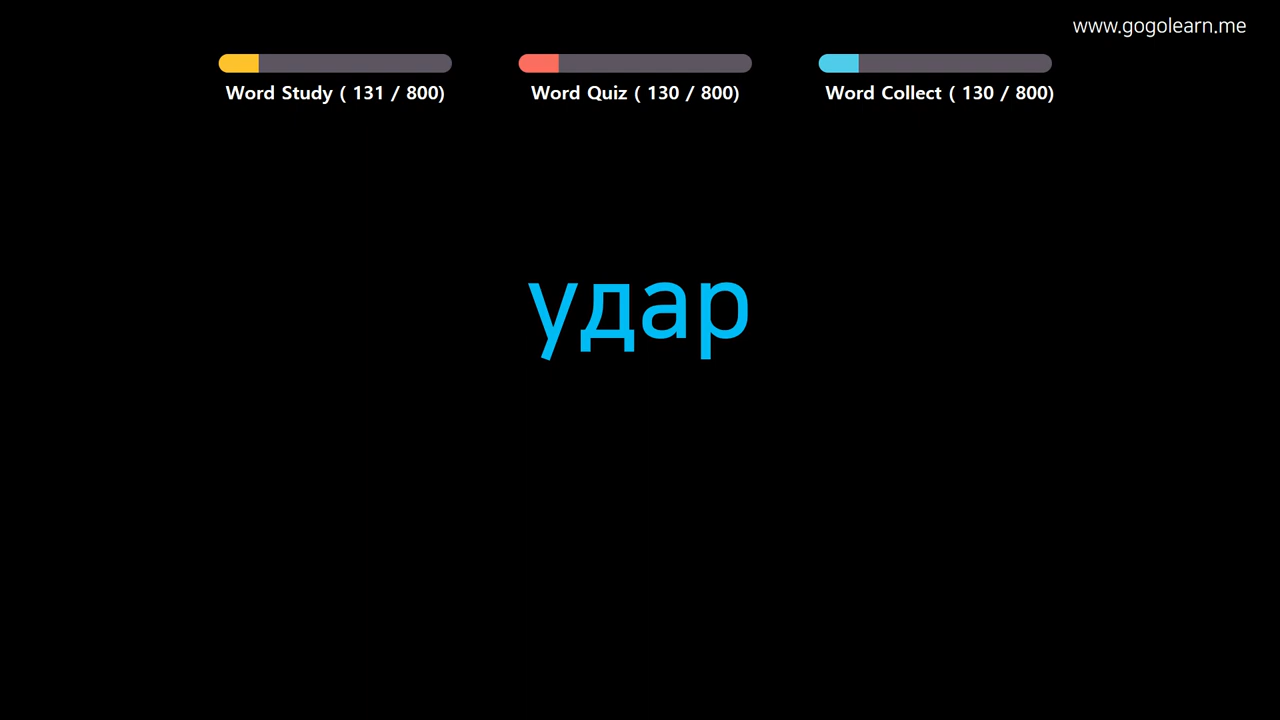 www.gogolearn.me
Word Study ( 131 / 800)
Word Quiz ( 130 / 800)
Word Collect ( 130 / 800)
удар